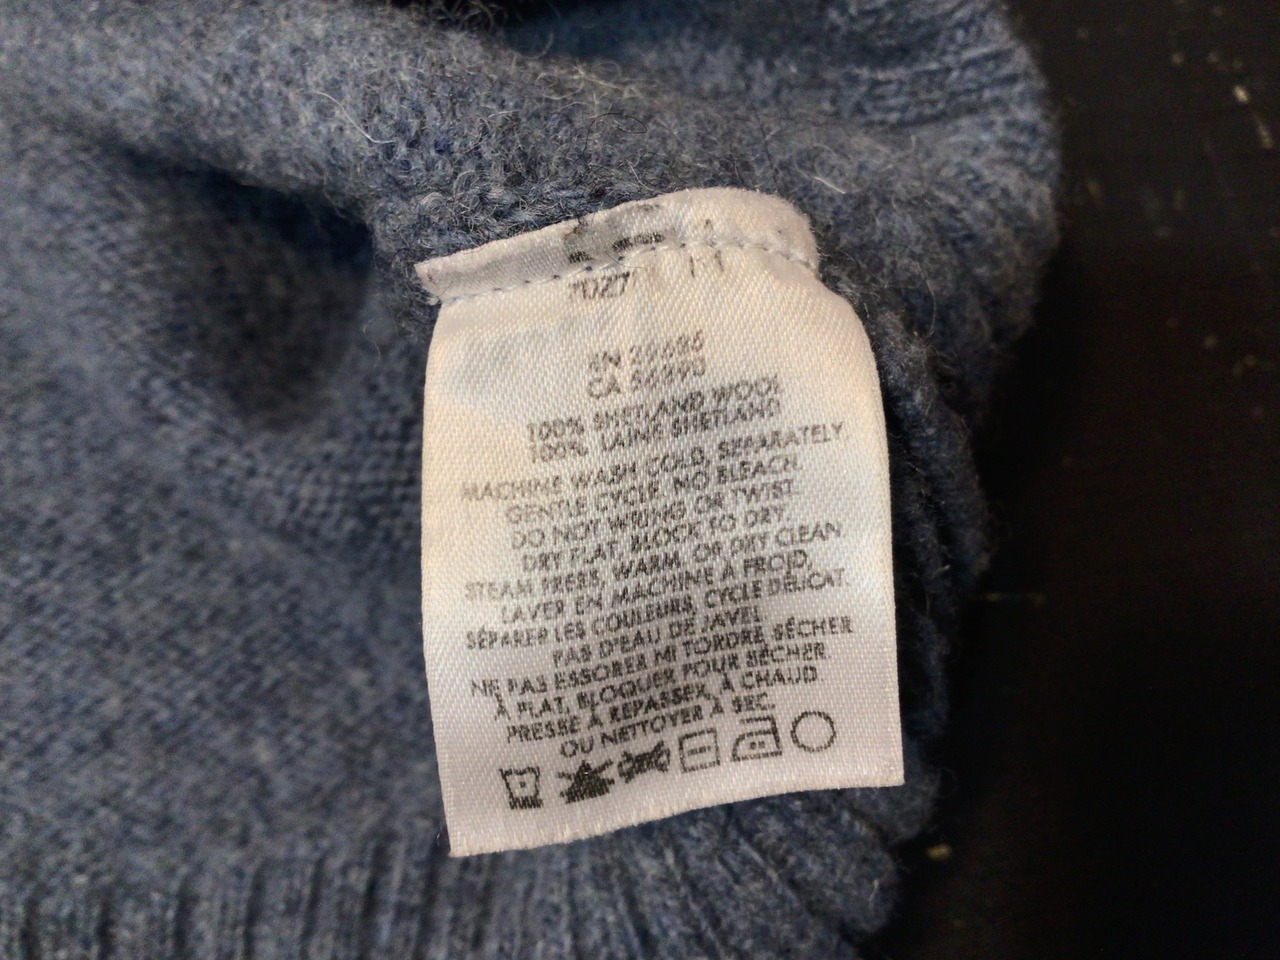 RN 39685
CA 56390
100% SHETLAND WOOL
100% LAINE SHETLAND
MACHINE WASH COLD, SEPARATELY,
GENTLE CYCLE. NO BLEACH.
DO NOT WRING OR TWIST.
DRY FLAT, BLOCK TO DRY
STEAM PRESS, WARM, OR DRY CLEAN
LAVER EN MACHINE A FROID,
SÉPARER LES COULEURS, CYCLE DÉLICAT.
PAS D'EAU DE JAVEL
NE PAS ESSORER NI TORDRE, SÉCHER
À PLAT, BLOQUER POUR SÉCHER.
PRESSE À REPASSER, À CHAUD
OU NETTOYER À SEC.